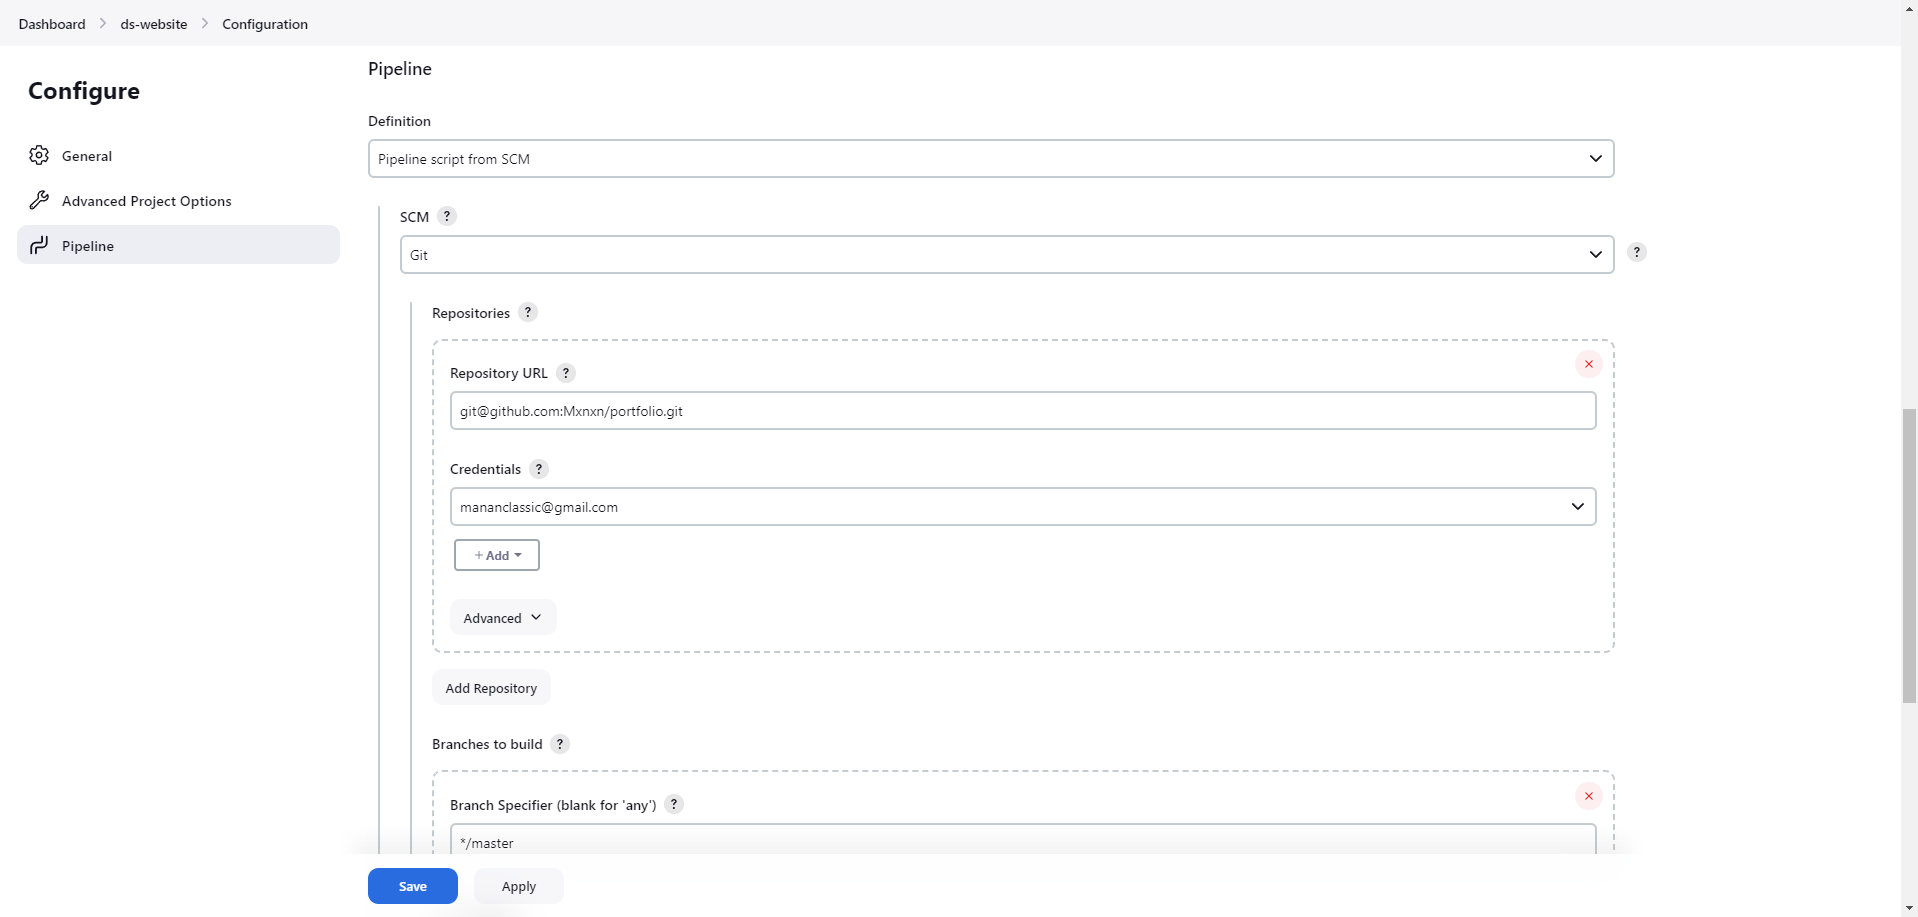 Dashboard > ds-website > Configuration
Configure
General
Advanced Project Options
Pipeline
Pipeline
Definition
Pipeline script from SCM
SCM ?
Git
?
Repositories ?
Repository URL ?
git@github.com:Mxnxn/portfolio.git
Credentials ?
mananclassic@gmail.com
+ Add
Advanced
Add Repository
Branches to build ?
Branch Specifier (blank for 'any') ?
*/master
Save
Apply